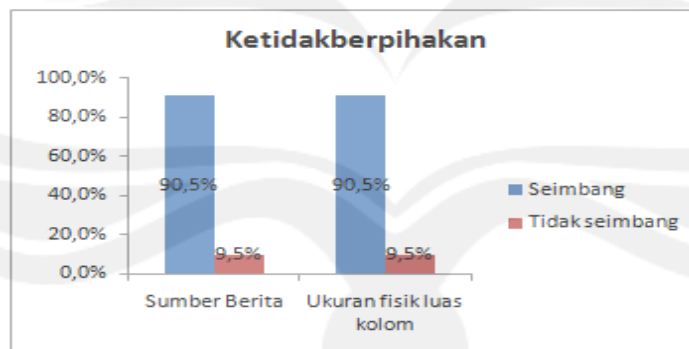 Ketidakberpihakan
100,0%
80,0%
60,0%
40,0%
20,0%
0,0%
90,5%
9,5%
90,5%
9,5%
Sumber Berita
Ukuran fisik luas
kolom
Seimbang
Tidak seimbang